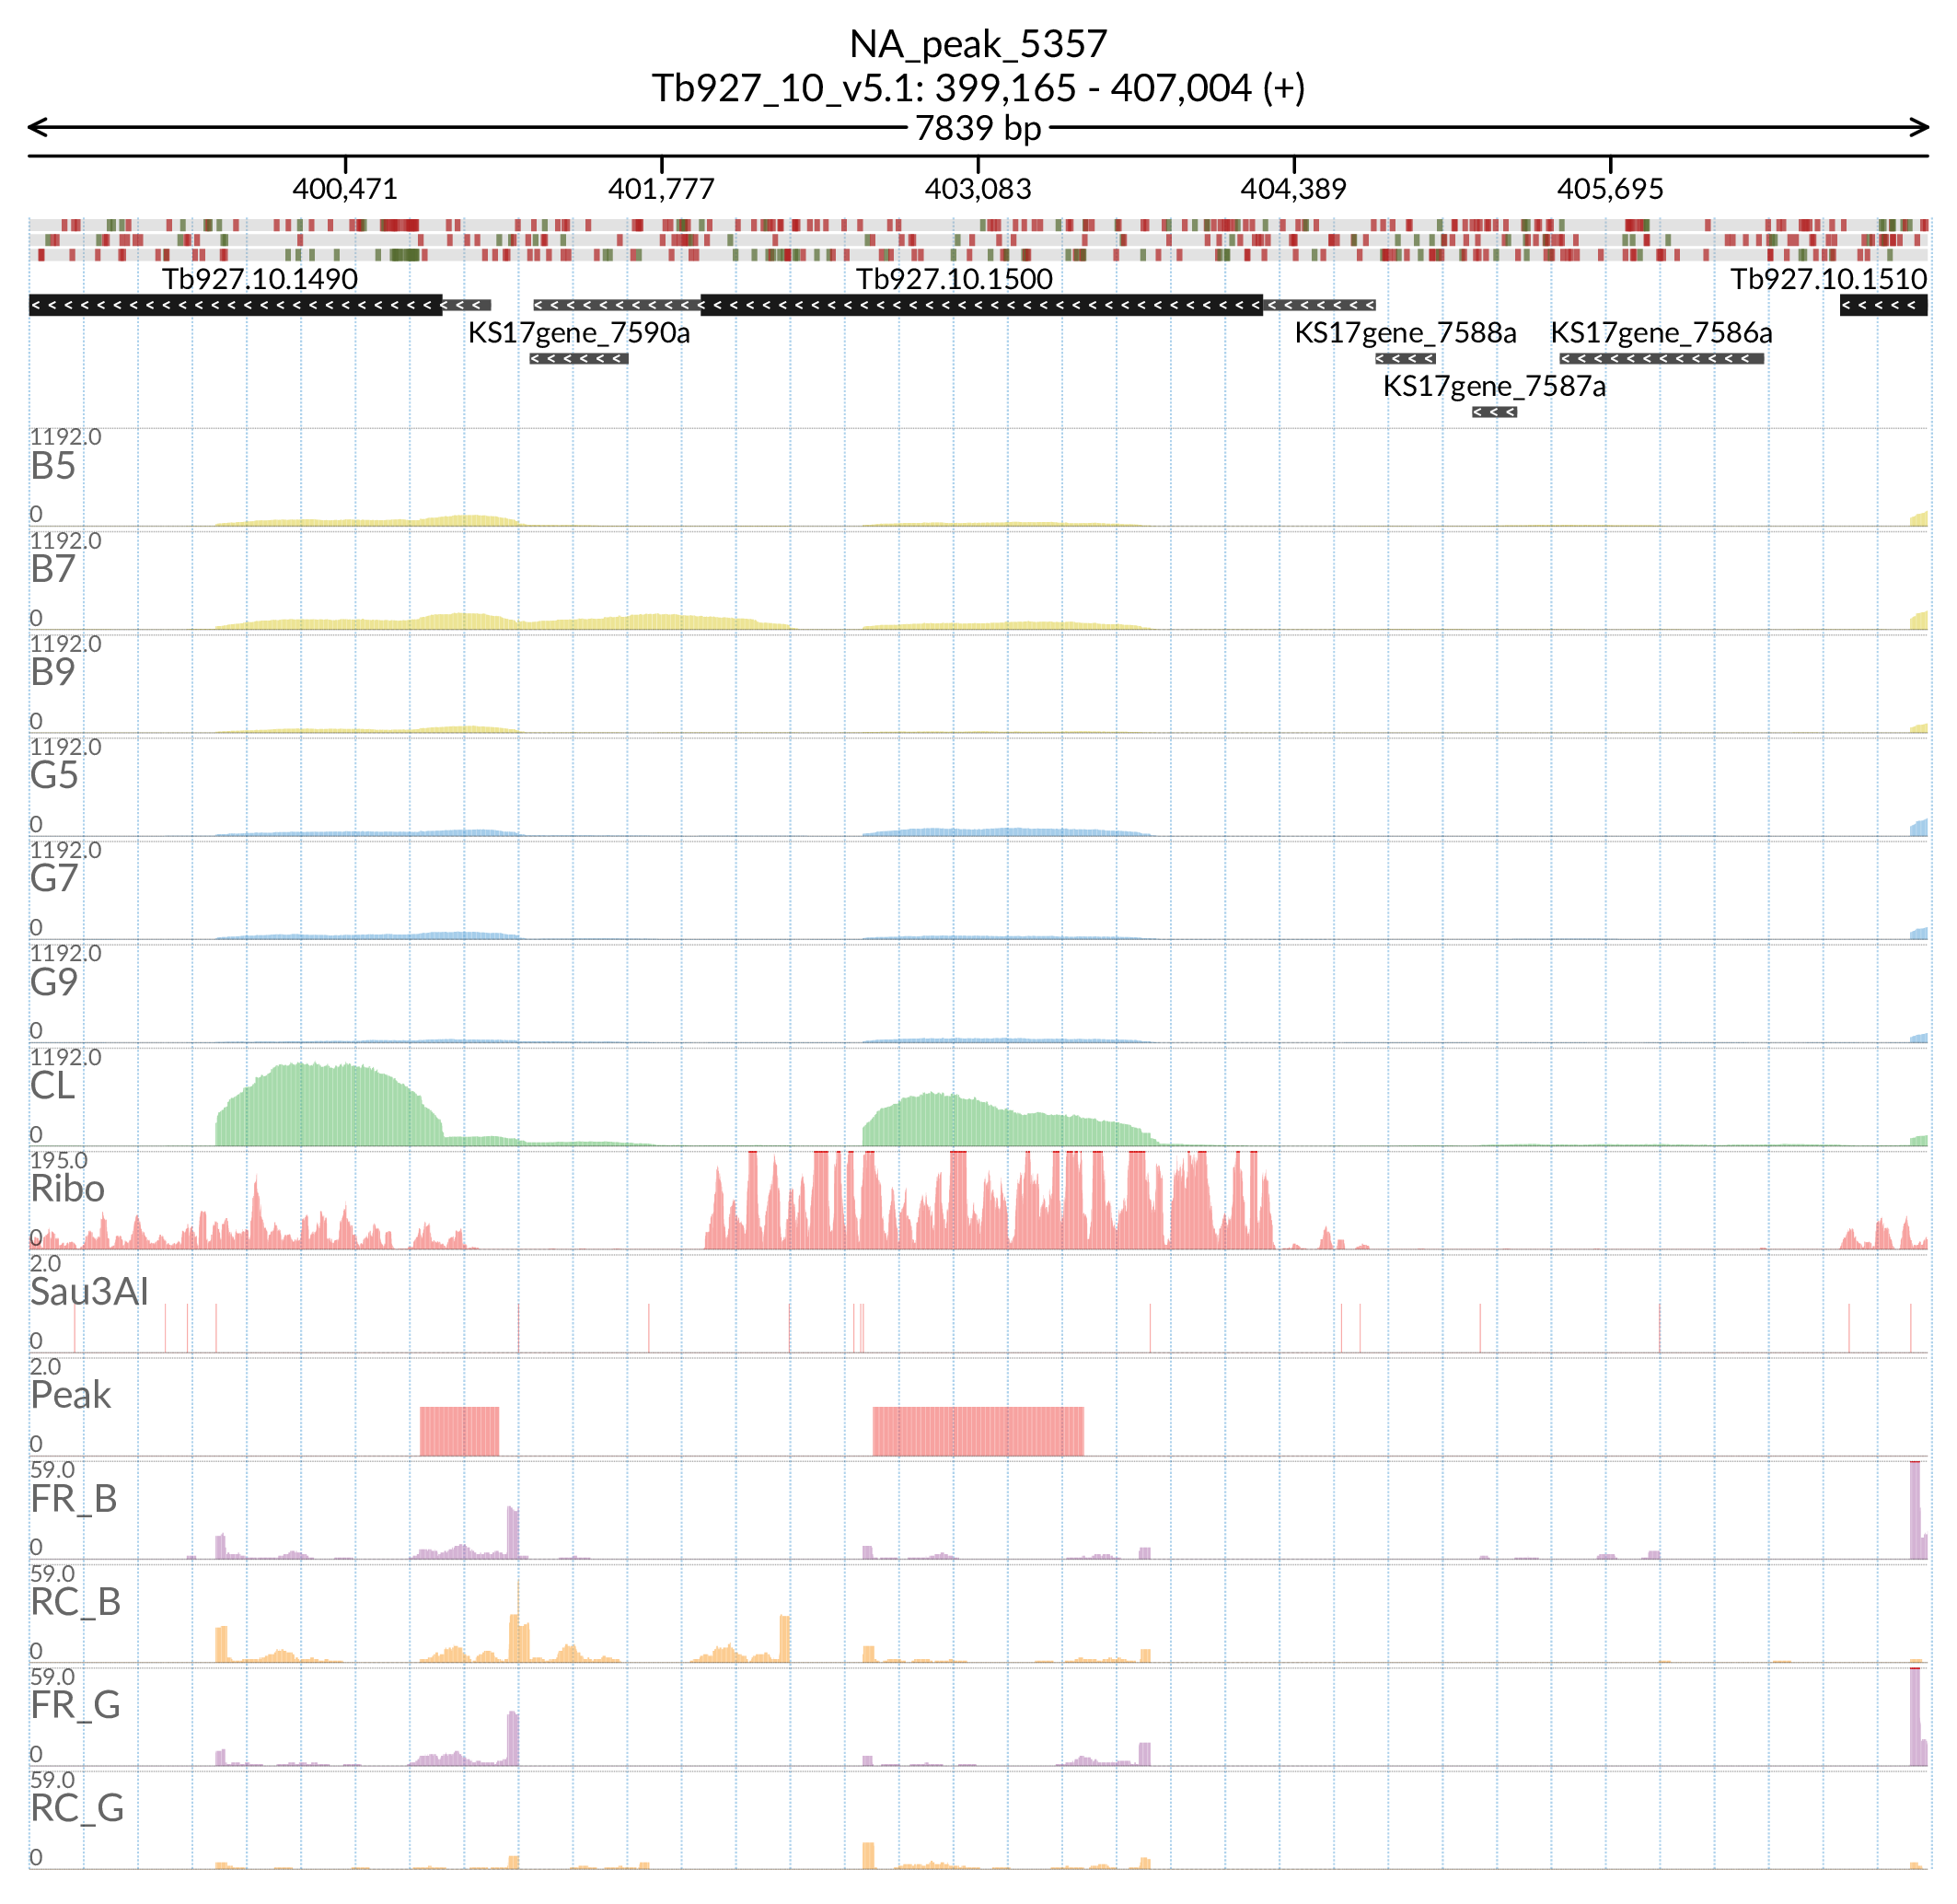 NA_peak_5357
Tb927_10_v5.1: 399,165 - 407,004 (+)
7839 bp
400,471 401,777 403,083 404,389 405,695
Tb927.10.1490 Tb927.10.1500 Tb927.10.1510
KS17gene_7590a KS17gene_7588a KS17gene_7586a
KS17gene_7587a
1192.0
B5
0
1192.0
B7
0
1192.0
B9
0
1192.0
G5
0
1192.0
G7
0
1192.0
G9
0
1192.0
CL
0
195.0
Ribo
0
2.0
Sau3AI
0
2.0
Peak
0
59.0
FR_B
0
59.0
RC_B
0
59.0
FR_G
0
59.0
RC_G
0